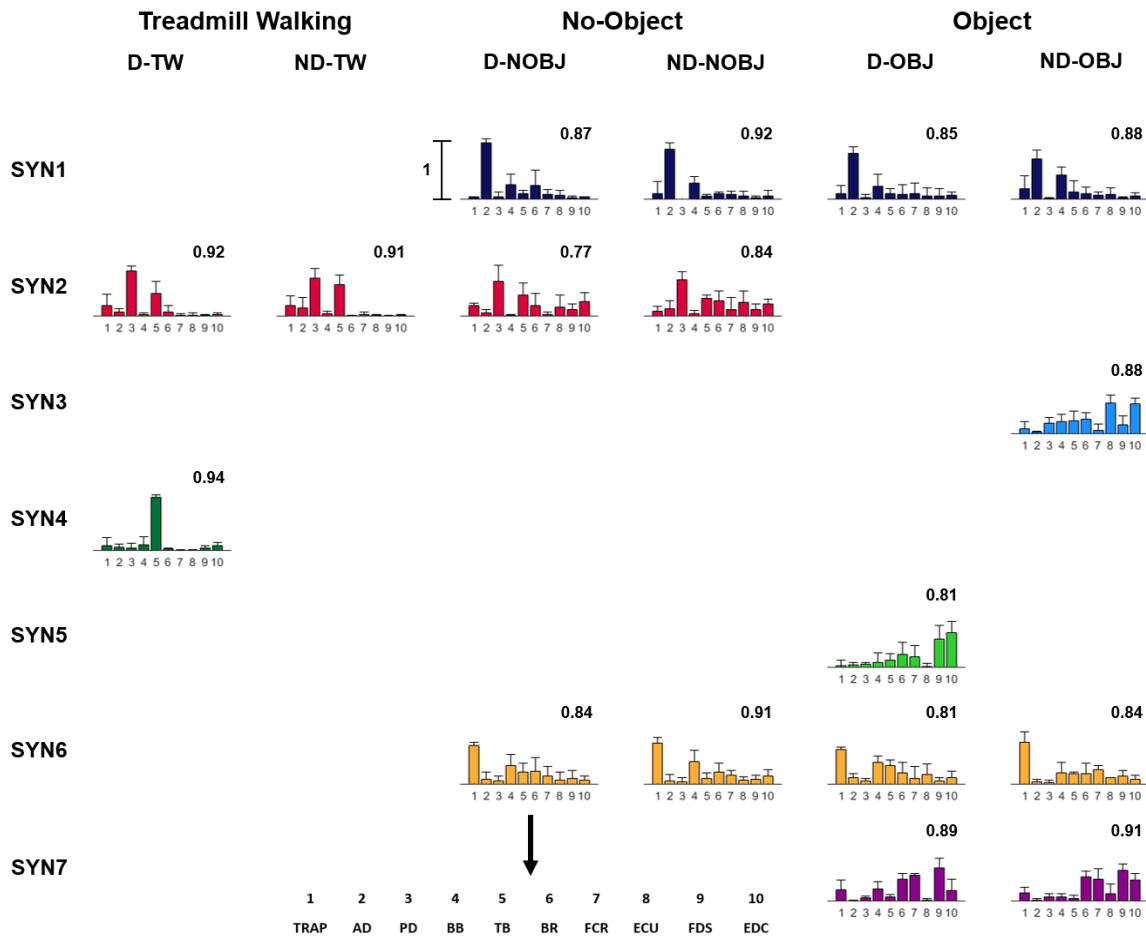 Treadmill Walking No-Object Object
D-TW ND-TW D-NOBJ ND-NOBJ D-OBJ ND-OBJ
SYN1 1 0.87 0.92 0.85 0.88
1 2 3 4 5 6 7 8 9 10 1 2 3 4 5 6 7 8 9 10 1 2 3 4 5 6 7 8 9 10 1 2 3 4 5 6 7 8 9 10
SYN2 0.92 0.91 0.77 0.84
1 2 3 4 5 6 7 8 9 10 1 2 3 4 5 6 7 8 9 10 1 2 3 4 5 6 7 8 9 10 1 2 3 4 5 6 7 8 9 10
SYN3 0.88
1 2 3 4 5 6 7 8 9 10
SYN4 0.94
1 2 3 4 5 6 7 8 9 10
SYN5 0.81
1 2 3 4 5 6 7 8 9 10
SYN6 0.84 0.91 0.81 0.84
1 2 3 4 5 6 7 8 9 10 1 2 3 4 5 6 7 8 9 10 1 2 3 4 5 6 7 8 9 10 1 2 3 4 5 6 7 8 9 10
SYN7 0.89 0.91
1 2 3 4 5 6 7 8 9 10 1 2 3 4 5 6 7 8 9 10
1 2 3 4 5 6 7 8 9 10
TRAP AD PD BB TB BR FCR ECU FDS EDC